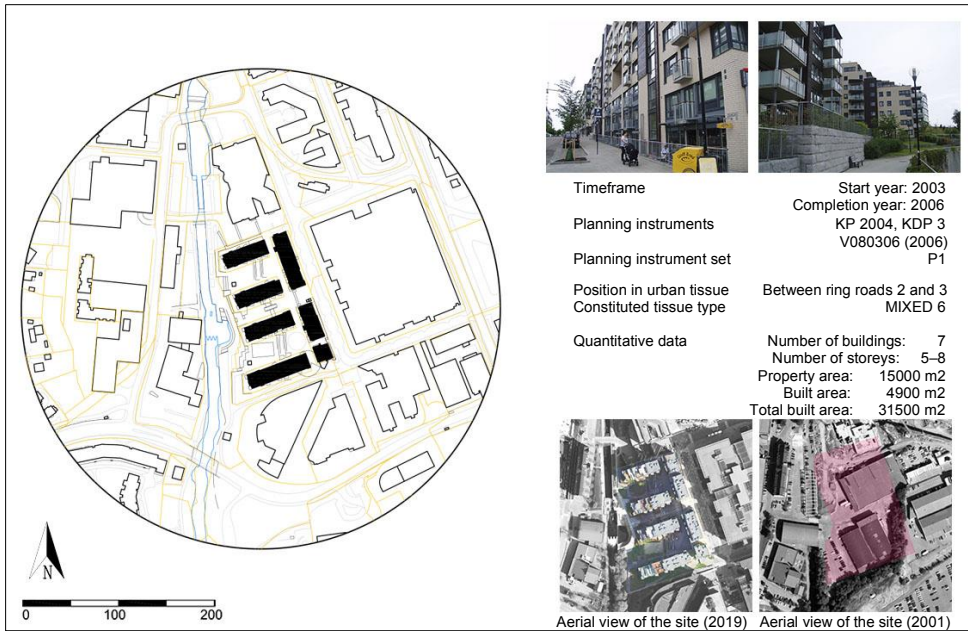 Timeframe Start year: 2003
Completion year: 2006
Planning instruments KP 2004, KDP 3
V080306 (2006)
Planning instrument set P1
Position in urban tissue Between ring roads 2 and 3
Constituted tissue type MIXED 6
Quantitative data Number of buildings: 7
Number of storeys: 5–8
Property area: 15000 m2
Built area: 4900 m2
Total built area: 31500 m2
N
0 100 200
Aerial view of the site (2019) Aerial view of the site (2001)